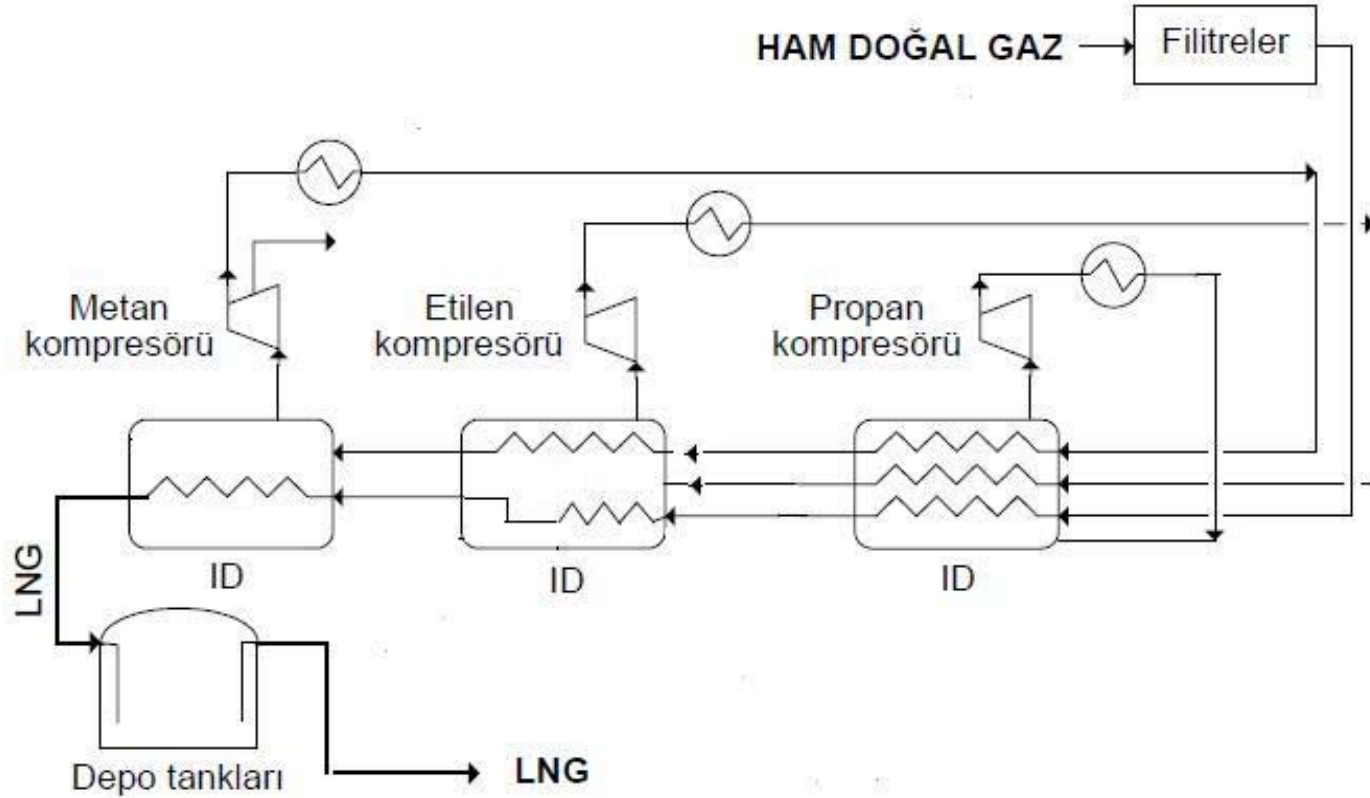 HAM DOĞAL GAZ
Filitreler
Metan
kompresörü
Etilen
kompresörü
Propan
kompresörü
ID
ID
ID
LNG
Depo tankları
LNG